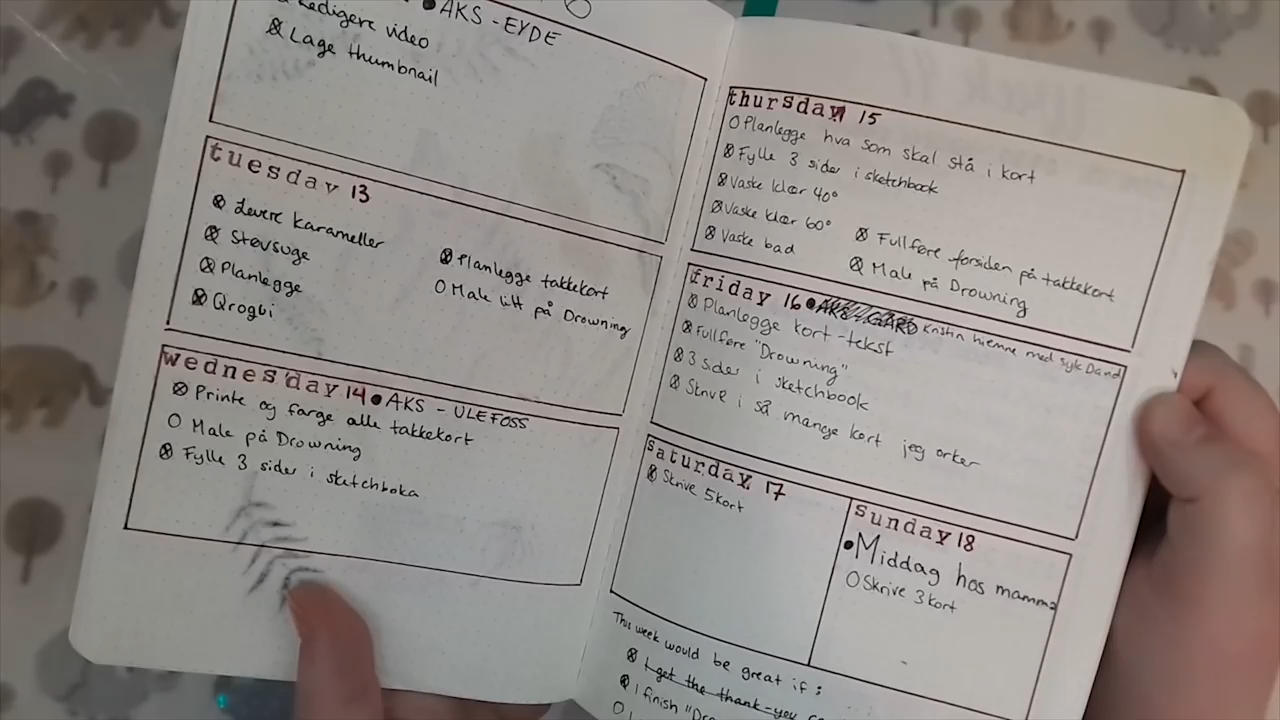 AKS - EYDE
Redigere video
Lage thumbnail
tuesday 13
Levere karameller
Støvsuge
Planlegge
Qrogbi
Planlegge takkekort
Male litt på Drowning
wednesday 14 AKS - ULEFOSS
Printe og farge alle takkekort
Male på Drowning
Fylle 3 sider i sketchboka
thursday 15
Planlegge hva som skal stå i kort
Fylle 3 sider i sketchbook
Vaske klær 40°
Vaske klær 60°
Vaske bad
Fullføre forsiden på takkekort
Male på Drowning
friday 16 Kristin hjemme med syk Dand
Planlegge kort-tekst
Fullføre "Drowning"
3 sider i sketchbook
Skrive i så mange kort jeg orker
saturday 17
Skrive 5 kort
sunday 18
Middag hos mamma
Skrive 3 kort
This week would be great if:
I get the thank-you
I finish